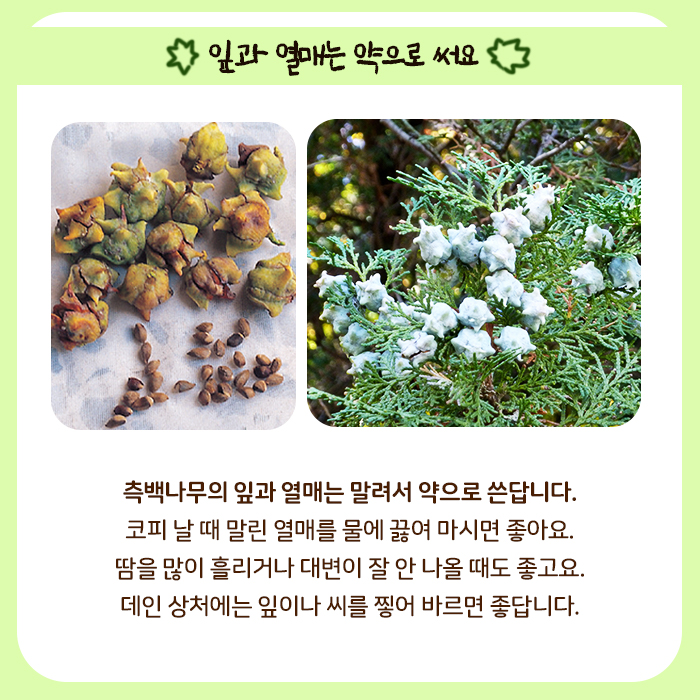 잎과 열매는 약으로 써요
측백나무의 잎과 열매는 말려서 약으로 쓴답니다.
코피 날 때 말린 열매를 물에 끓여 마시면 좋아요.
땀을 많이 흘리거나 대변이 잘 안 나올 때도 좋고요.
데인 상처에는 잎이나 씨를 찧어 바르면 좋답니다.